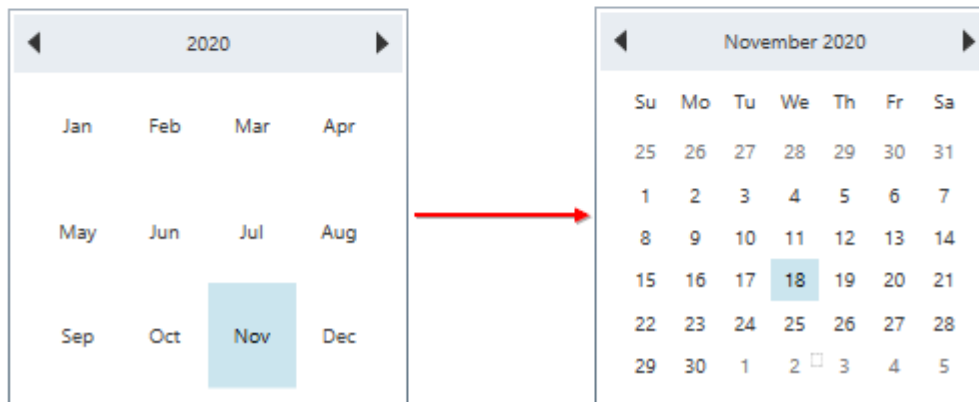 2020
Jan Feb Mar Apr
May Jun Jul Aug
Sep Oct Nov Dec
November 2020
Su Mo Tu We Th Fr Sa
25 26 27 28 29 30 31
1 2 3 4 5 6 7
8 9 10 11 12 13 14
15 16 17 18 19 20 21
22 23 24 25 26 27 28
29 30 1 2 3 4 5